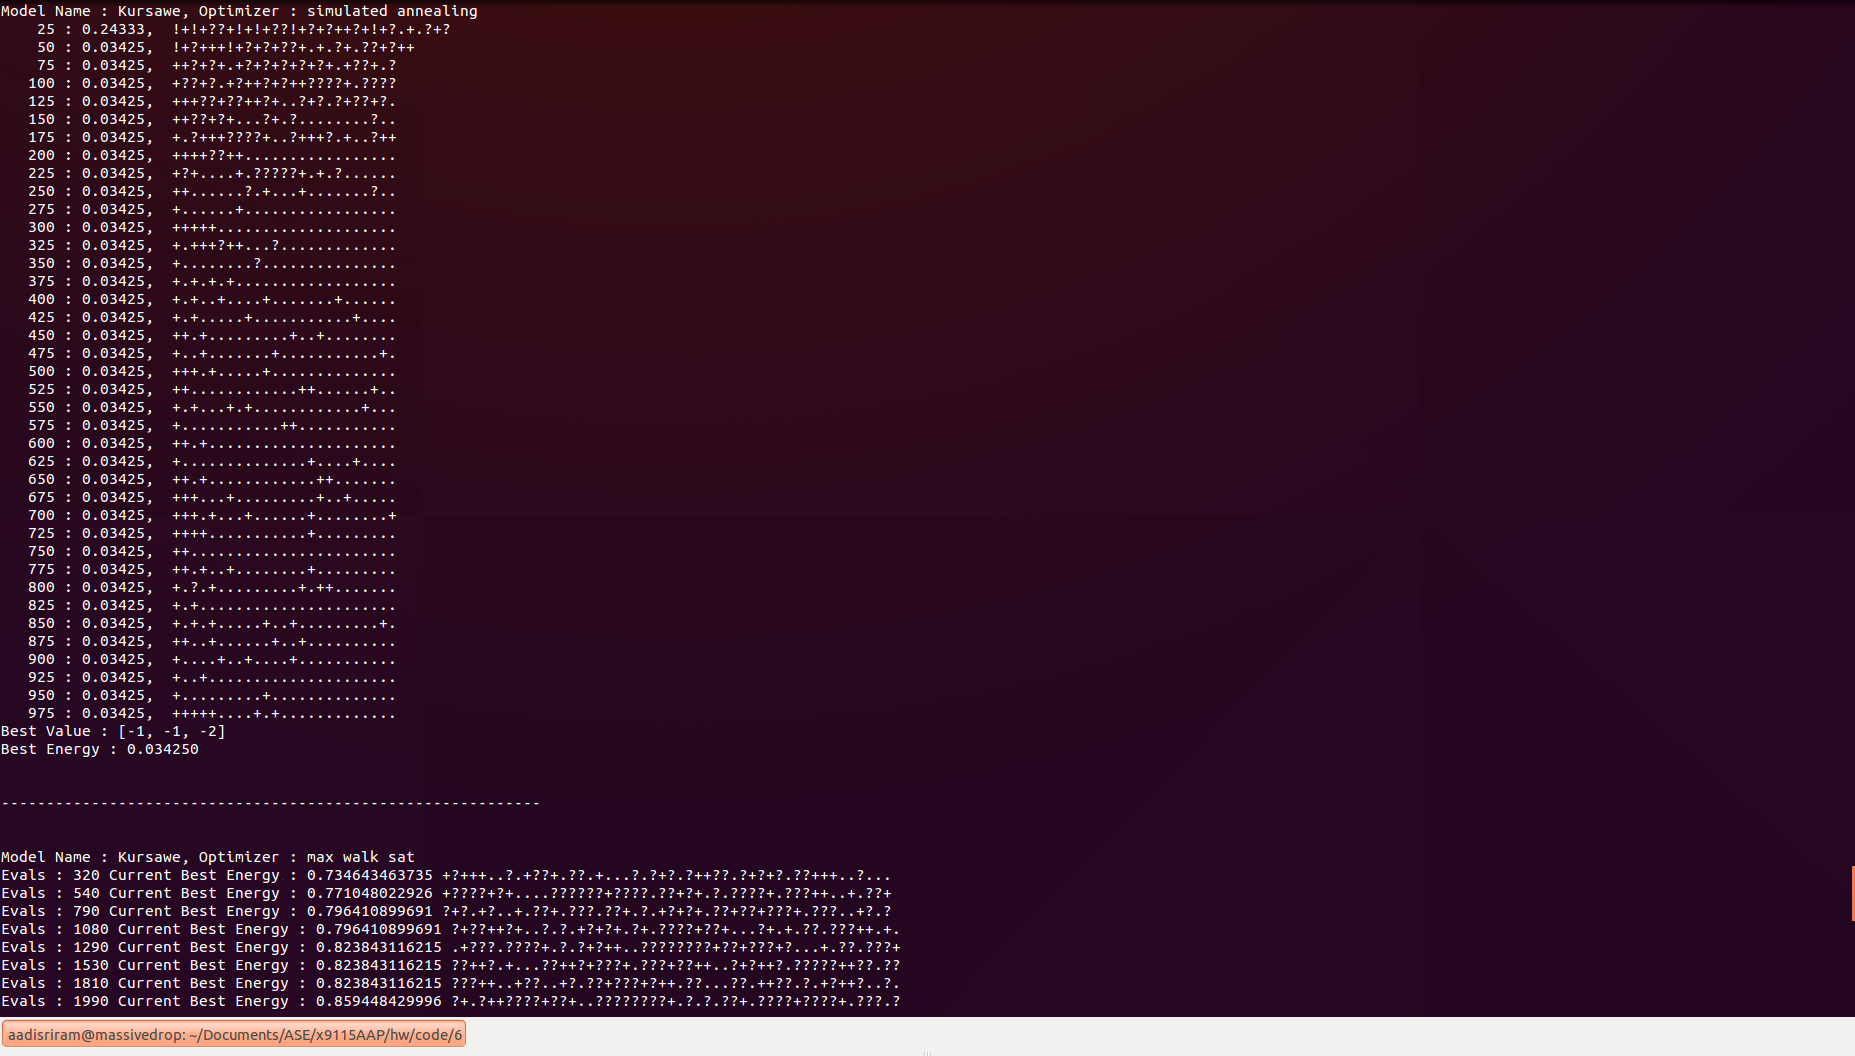 Model Name : Kursawe, Optimizer : simulated annealing
    25 : 0.24333,  !+!+??+!+!+??!+?+?++?+!+?.+.?+?
    50 : 0.03425,  !+?+++!+?+?+??+.+.?+.??+?++
    75 : 0.03425,  ++?+?+.+?+?+?+?+?+.+??+.?
   100 : 0.03425,  +??+?.+?++?+?++????+.????
   125 : 0.03425,  +++??+??++?+..?+?.?+??+?.
   150 : 0.03425,  ++??+?+...?+.?........?..
   175 : 0.03425,  +.?+++????+..?+++?.+..?++
   200 : 0.03425,  ++++??++.................
   225 : 0.03425,  +?+....+.?????+.+.?......
   250 : 0.03425,  ++......?.+...+.......?..
   275 : 0.03425,  +......+.................
   300 : 0.03425,  +++++....................
   325 : 0.03425,  +.+++?++...?.............
   350 : 0.03425,  +........?...............
   375 : 0.03425,  +.+.+.+..................
   400 : 0.03425,  +.+..+....+.......+......
   425 : 0.03425,  +.+.....+...........+....
   450 : 0.03425,  ++.+.........+..+........
   475 : 0.03425,  +..+.......+...........+.
   500 : 0.03425,  +++.+.....+..............
   525 : 0.03425,  ++............++......+..
   550 : 0.03425,  +.+...+.+............+...
   575 : 0.03425,  +...........++...........
   600 : 0.03425,  ++.+.....................
   625 : 0.03425,  +..............+....+....
   650 : 0.03425,  ++.+............++.......
   675 : 0.03425,  +++...+.........+..+.....
   700 : 0.03425,  +++.+...+......+........+
   725 : 0.03425,  ++++...........+.........
   750 : 0.03425,  ++.......................
   775 : 0.03425,  ++.+..+........+.........
   800 : 0.03425,  +.?.+.........+.++.......
   825 : 0.03425,  +.+......................
   850 : 0.03425,  +.+.+.....+..+.........+.
   875 : 0.03425,  ++..+......+..+..........
   900 : 0.03425,  +....+..+....+...........
   925 : 0.03425,  +..+.....................
   950 : 0.03425,  +.........+..............
   975 : 0.03425,  +++++....+.+.............
Best Value : [-1, -1, -2]
Best Energy : 0.034250
------------------------------------------------------------
Model Name : Kursawe, Optimizer : max walk sat
Evals : 320 Current Best Energy : 0.734643463735 +?+++..?.+??+.??.+...?.?+?.?++??.?+?+?.??+++..?...
Evals : 540 Current Best Energy : 0.771048022926 +????+?+....??????+????.??+?+.?.????+.???++..+.??+
Evals : 790 Current Best Energy : 0.796410899691 ?+?.+?..+.??+.???.??+.?.+?+?+.??+??+???+.???..+?.?
Evals : 1080 Current Best Energy : 0.796410899691 ?+??++?+..?.?.+?+?+.?+.????+??+...?+.+.??.???++.+.
Evals : 1290 Current Best Energy : 0.823843116215 .+???.????+.?.?+?++..????????+??+???+?...+.??.???+
Evals : 1530 Current Best Energy : 0.823843116215 ??++?.+...??++?+???+.???+??++..?+?++?.?????++??.??
Evals : 1810 Current Best Energy : 0.823843116215 ???++..+??..+?.??+???+?++.??...??.++??.?.+?++?..?.
Evals : 1990 Current Best Energy : 0.859448429996 ?+.?++????+??+..????????+.?.?.??+.????+????+.???.?
aadisriram@massivedrop: ~/Documents/ASE/x9115AAP/hw/code/6